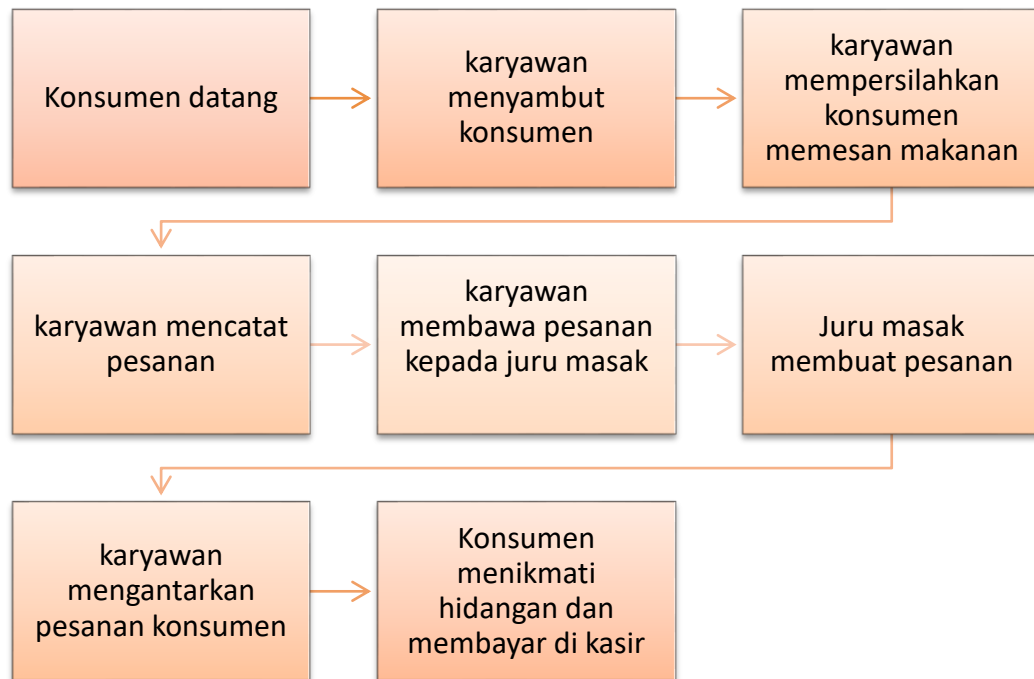 Konsumen datang
karyawan
menyambut
konsumen
karyawan
mempersilahkan
konsumen
memesan makanan
karyawan mencatat
pesanan
karyawan
membawa pesanan
kepada juru masak
Juru masak
membuat pesanan
karyawan
mengantarkan
pesanan konsumen
Konsumen
menikmati
hidangan dan
membayar di kasir